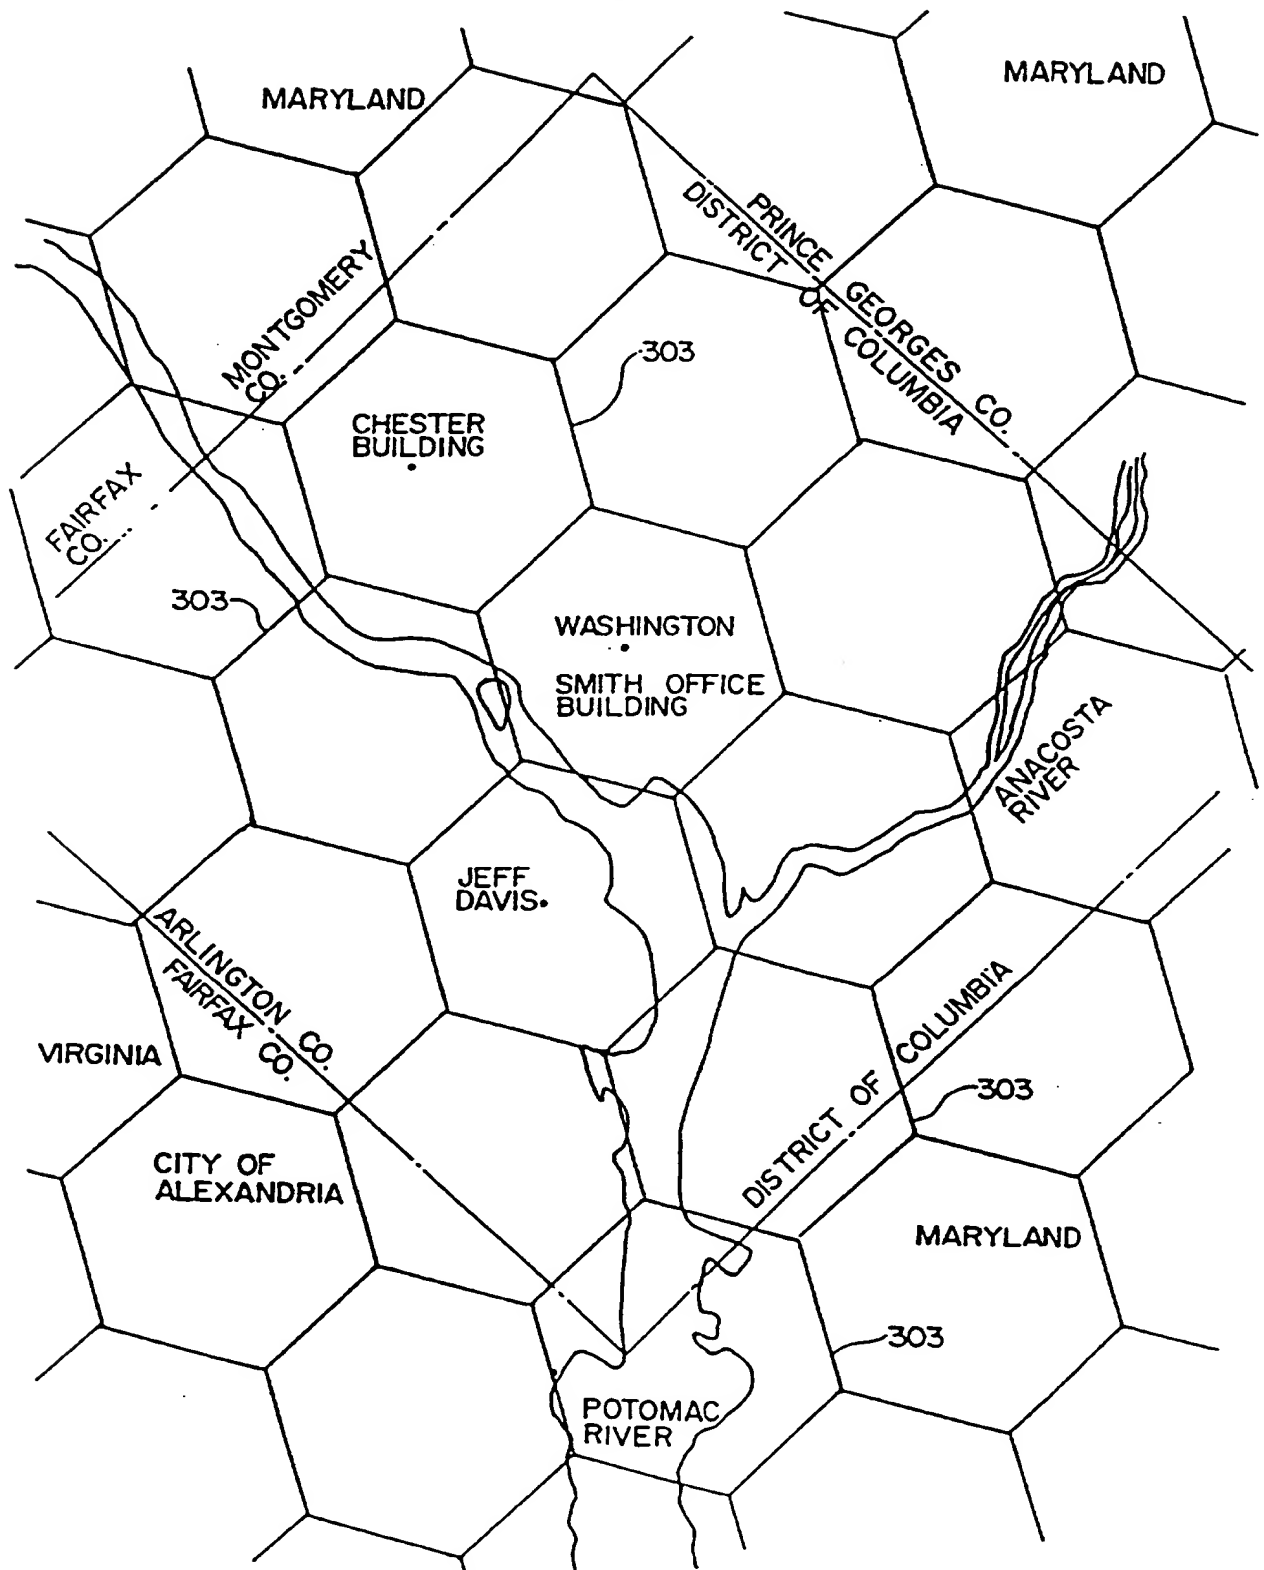 MARYLAND
MARYLAND
PRINCE GEORGES CO.
DISTRICT OF COLUMBIA
MONTGOMERY
CO.
303
CHESTER
BUILDING
FAIRFAX
CO.
303
WASHINGTON
SMITH OFFICE
BUILDING
ANACOSTA
RIVER
JEFF
DAVIS
ARLINGTON CO.
FAIRFAX CO.
VIRGINIA
DISTRICT OF COLUMBIA
303
CITY OF
ALEXANDRIA
MARYLAND
303
POTOMAC
RIVER